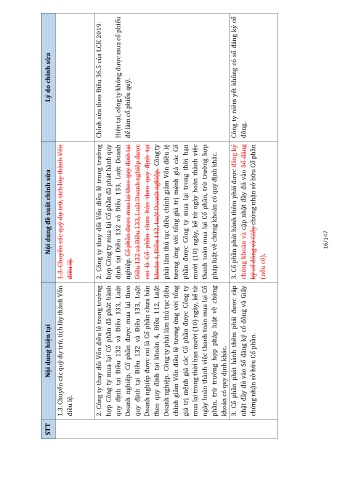 STT
Nội dung hiện tại
Nội dung đề xuất chỉnh sửa
Lý do chỉnh sửa
1.3. Chuyển các quỹ dự trữ, tích lũy thành Vốn
điều lệ.
1.3. Chuyển các quỹ dự trữ, tích lũy thành Vốn
điều lệ.
2. Công ty thay đổi Vốn điều lệ trong trường
hợp Công ty mua lại Cổ phần đã phát hành
quy định tại Điều 132 và Điều 133, Luật
Doanh nghiệp. Cổ phần được mua lại theo
quy định tại Điều 132 và Điều 133, Luật
Doanh nghiệp được coi là Cổ phần chưa bán
theo quy định tại khoản 4, Điều 112, Luật
Doanh nghiệp. Công ty phải làm thủ tục điều
chỉnh giảm Vốn điều lệ tương ứng với tổng
giá trị mệnh giá các Cổ phần được Công ty
mua lại trong thời hạn mười (10) ngày, kể từ
ngày hoàn thành việc thanh toán mua lại Cổ
phần, trừ trường hợp pháp luật về chứng
khoán có quy định khác.
2. Công ty thay đổi Vốn điều lệ trong trường
hợp Công ty mua lại Cổ phần đã phát hành quy
định tại Điều 132 và Điều 133, Luật Doanh
nghiệp. Cổ phần được mua lại theo quy định tại
Điều 132 và Điều 133, Luật Doanh nghiệp được
coi là Cổ phần chưa bán theo quy định tại
khoản 4, Điều 112, Luật Doanh nghiệp. Công ty
phải làm thủ tục điều chỉnh giảm Vốn điều lệ
tương ứng với tổng giá trị mệnh giá các Cổ
phần được Công ty mua lại trong thời hạn
mười (10) ngày, kể từ ngày hoàn thành việc
thanh toán mua lại Cổ phần, trừ trường hợp
pháp luật về chứng khoán có quy định khác.
Chỉnh sửa theo Điều 36.5 của LCK 2019.
Hiện tại, công ty không được mua cổ phiếu
để làm cổ phiếu quỹ.
3. Cổ phần phát hành thêm phải được cập
nhật đầy đủ vào Sổ đăng ký cổ đông và Giấy
chứng nhận sở hữu Cổ phần.
3. Cổ phần phát hành thêm phải được đăng ký
chứng khoán và cập nhật đầy đủ vào Sổ đăng
ký cổ đông và Giấy chứng nhận sở hữu Cổ phần
(nếu có).
Công ty niêm yết không có sổ đăng ký cổ
đông.